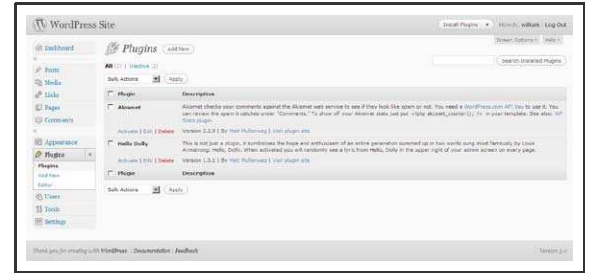 WordPress Site
Install Plugins Howdy, william | Log Out
Screen Options Help
Dashboard
Plugins Add New
Search Installed Plugins
All (2) | Inactive (2)
Posts
Media
Links
Pages
Comments
Bulk Actions Apply
Plugin Description
Akismet Akismet checks your comments against the Akismet web service to see if they look like spam or not. You need a WordPress.com API key to use it. You
can review the spam it catches under "Comments." To show off your Akismet stats just put <?php akismet_counter(); ?> in your template. See also: WP
Stats plugin.
Activate | Edit | Delete Version 2.2.9 | By Matt Mullenweg | Visit plugin site
Appearance
Plugins
Plugins
Add New
Editor
Users
Tools
Settings
Hello Dolly This is not just a plugin, it symbolizes the hope and enthusiasm of an entire generation summed up in two words sung most famously by Louis
Armstrong: Hello, Dolly. When activated you will randomly see a lyric from Hello, Dolly in the upper right of your admin screen on every page.
Activate | Edit | Delete Version 1.5.1 | By Matt Mullenweg | Visit plugin site
Plugin Description
Bulk Actions Apply
Thank you for creating with WordPress | Documentation | Feedback